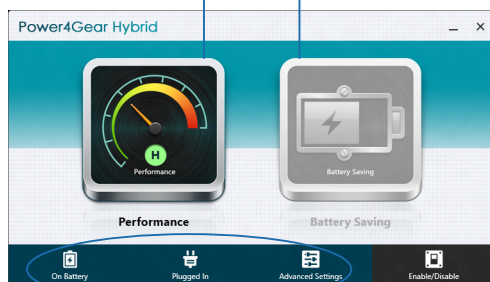 Power4Gear Hybrid
H
Performance
Battery Saving
Performance
Battery Saving
On Battery
Plugged In
Advanced Settings
Enable/Disable